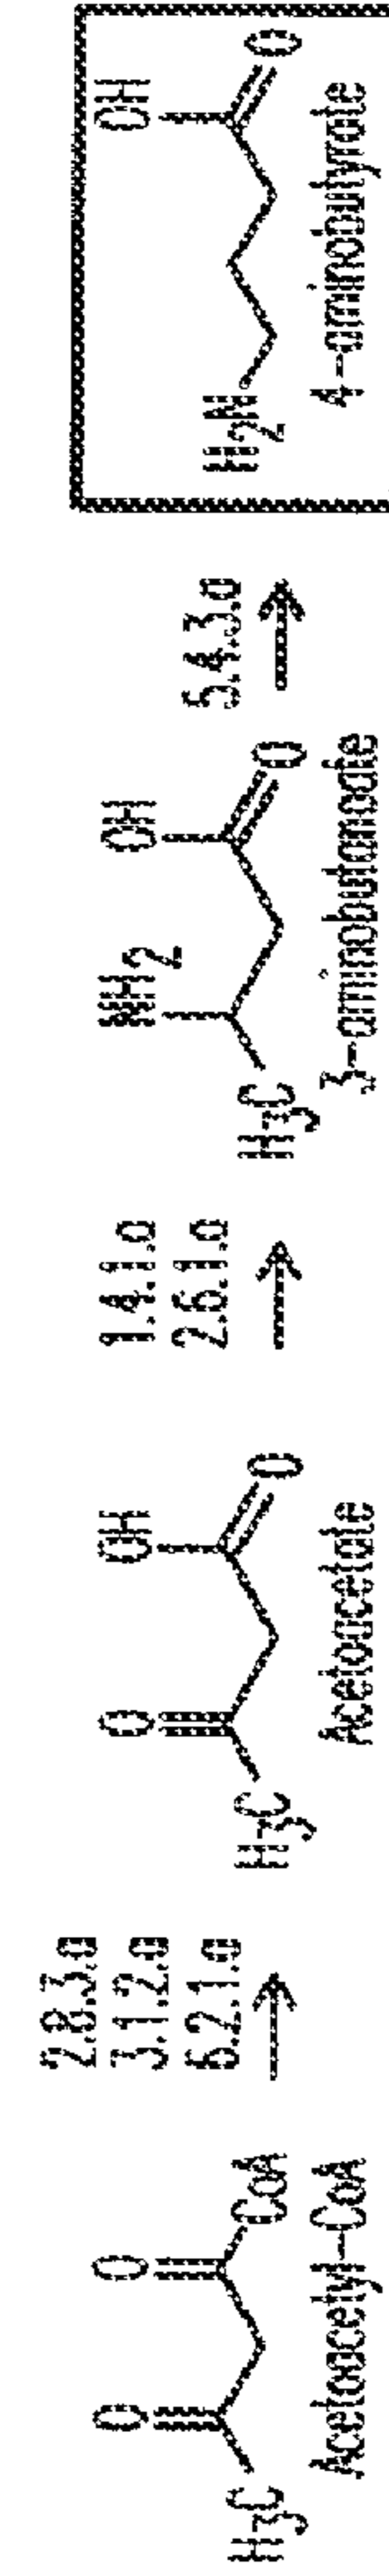 O
O
H3C
CoA
Acetoacetyl-CoA
2.8.3.a
3.1.2.a
6.2.1.a
O
OH
H3C
O
Acetoacetate
1.4.1.a
2.6.1.a
NH2
OH
H3C
O
3-aminobutanoate
5.4.3.a
OH
H2N
O
4-aminobutyrate